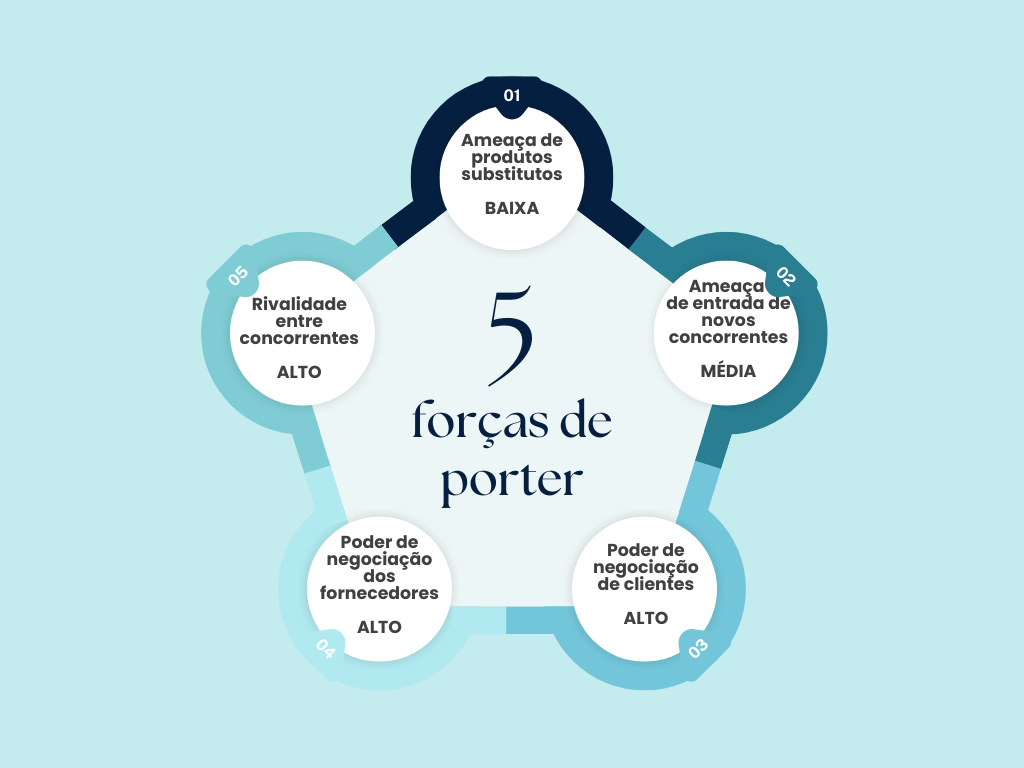 01
Ameaça de
produtos
substitutos
BAIXA
02
Ameaça
de entrada de
novos
concorrentes
MÉDIA
05
Rivalidade
entre
concorrentes
ALTO
5
forças de
porter
Poder de
negociação
dos
fornecedores
ALTO
04
Poder de
negociação
de clientes
ALTO
03